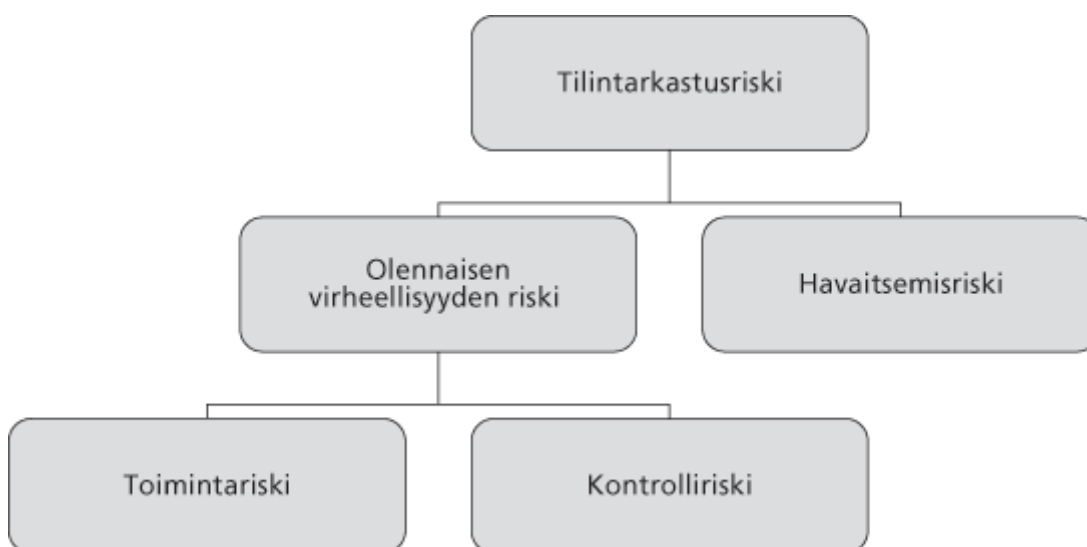 Tilintarkastusriski
Olennaisen
virheellisyyden riski
Havaitsemisriski
Toimintariski
Kontrolliriski